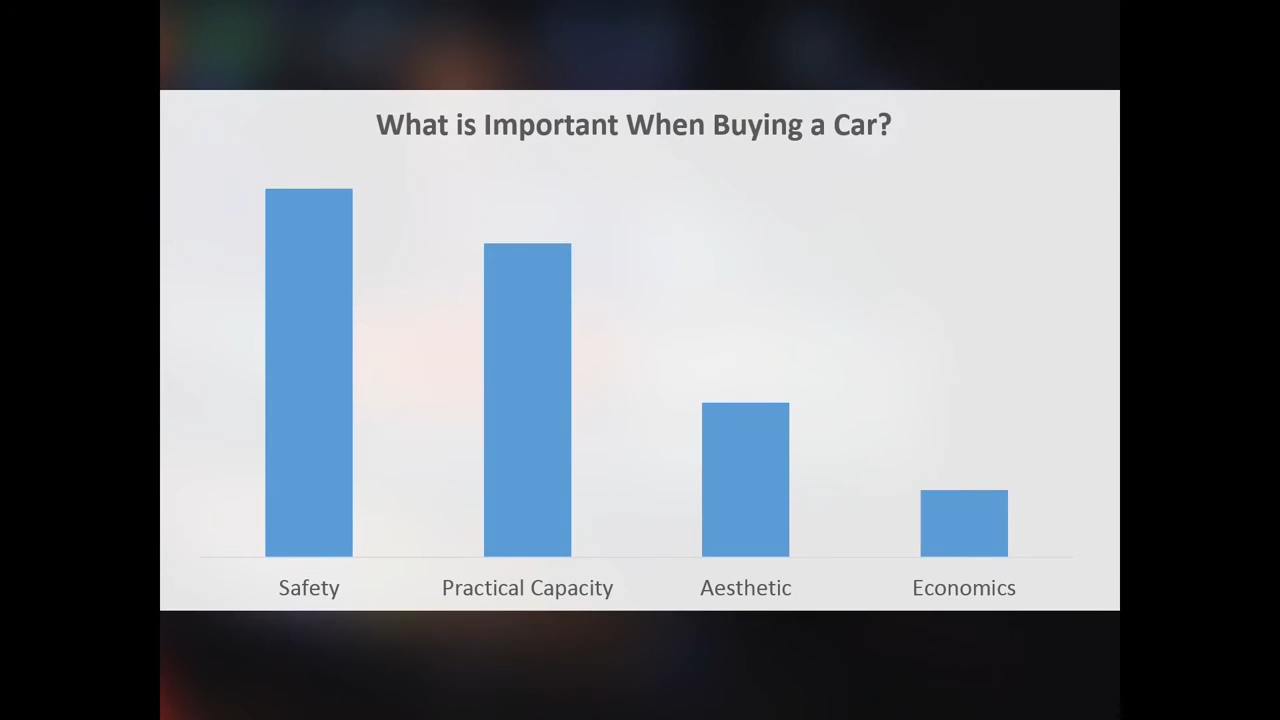 What is Important When Buying a Car?
Safety
Practical Capacity
Aesthetic
Economics